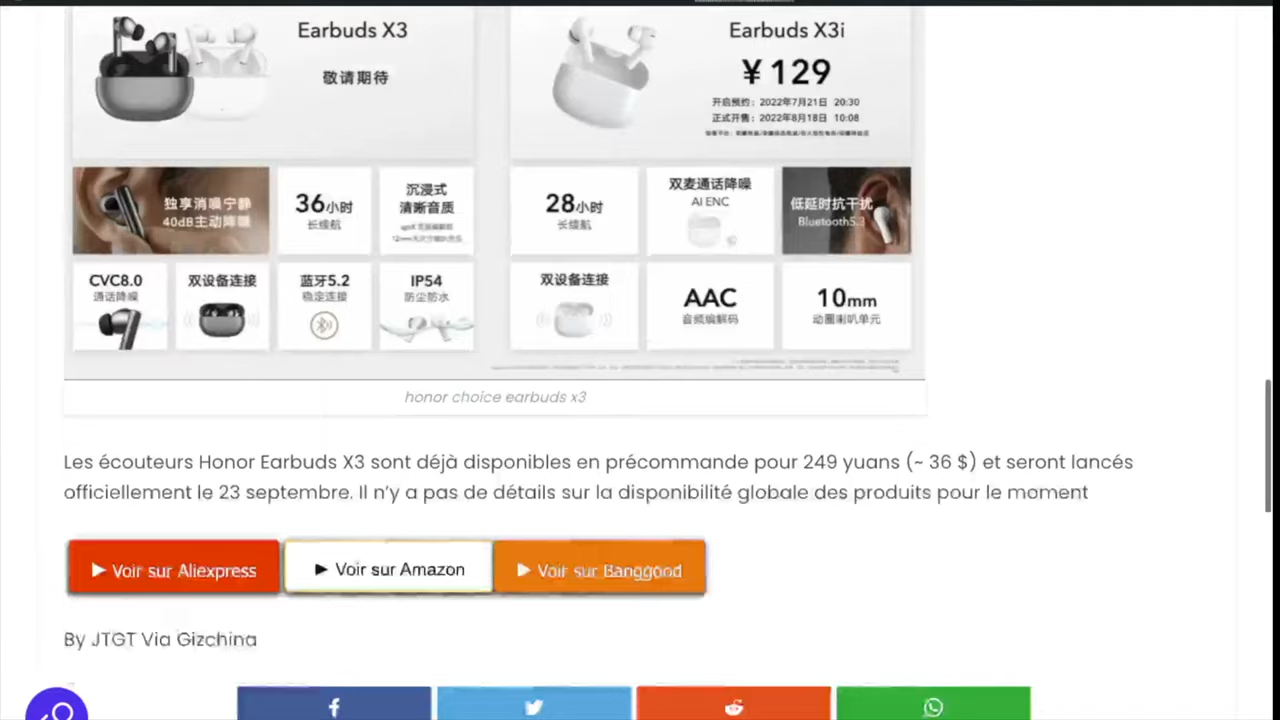 Earbuds X3
敬请期待
独享消噪宁静
40dB主动降噪
36小时
长续航
沉浸式
清晰音质
CVC8.0
通话降噪
双设备连接
蓝牙5.2
稳定连接
IP54
防尘防水
Earbuds X3i
¥129
开启预约：2022年7月21日 20:30
正式开售：2022年8月18日 10:08
28小时
长续航
双麦通话降噪
AI ENC
低延时抗干扰
Bluetooth5.3
双设备连接
AAC
音频编解码
10mm
动圈喇叭单元
honor choice earbuds x3
Les écouteurs Honor Earbuds X3 sont déjà disponibles en précommande pour 249 yuans (~ 36 $) et seront lancés
officiellement le 23 septembre. Il n’y a pas de détails sur la disponibilité globale des produits pour le moment
▶ Voir sur Aliexpress
▶ Voir sur Amazon
▶ Voir sur Banggood
By JTGT Via Gizchina